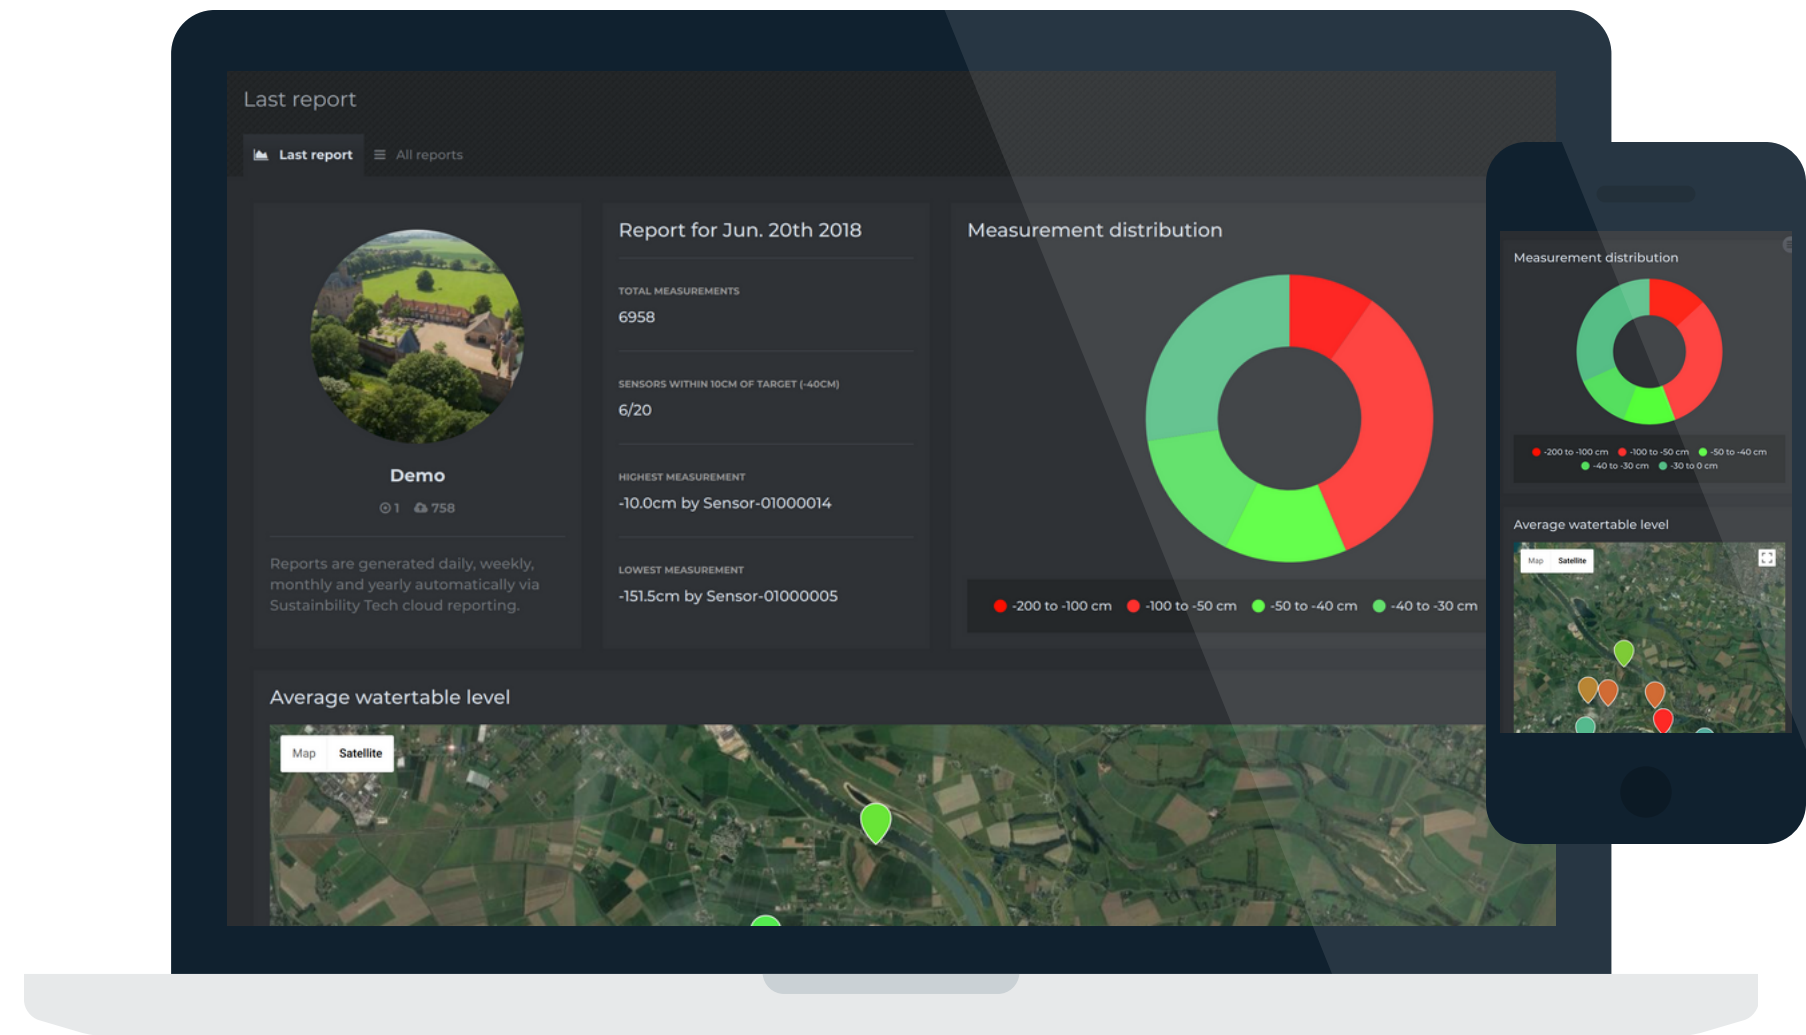 Last report
Last report
All reports
Demo
1 758
Reports are generated daily, weekly,
monthly and yearly automatically via
Sustainbility Tech cloud reporting.
Report for Jun. 20th 2018
TOTAL MEASUREMENTS
6958
SENSORS WITHIN 10CM OF TARGET (-40CM)
6/20
HIGHEST MEASUREMENT
-10.0cm by Sensor-01000014
LOWEST MEASUREMENT
-151.5cm by Sensor-01000005
Measurement distribution
-200 to -100 cm -100 to -50 cm -50 to -40 cm -40 to -30 cm
Average watertable level
Map Satellite
Measurement distribution
-200 to -100 cm -100 to -50 cm -50 to -40 cm
-40 to -30 cm -30 to 0 cm
Average watertable level
Map Satellite